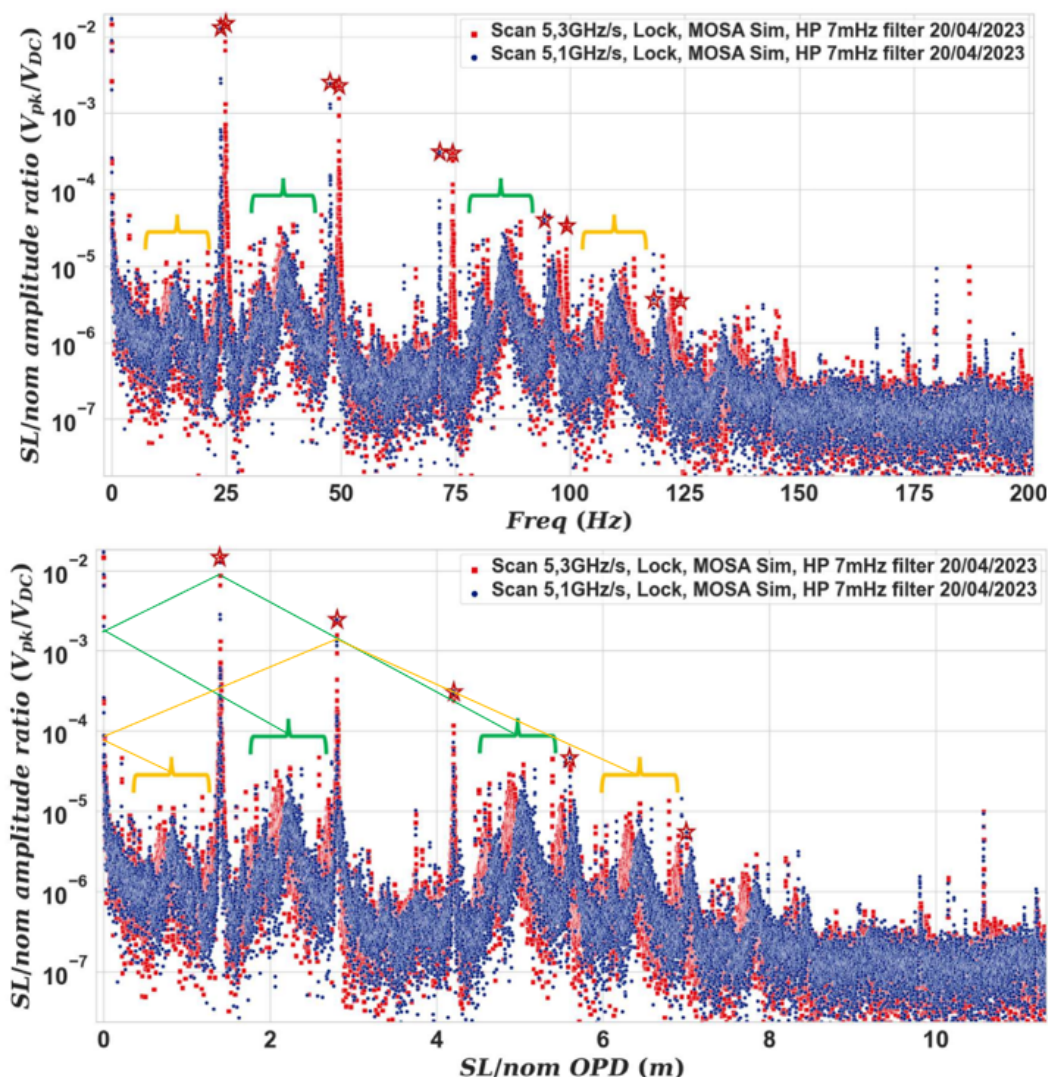 SL/nom amplitude ratio (V_pk/V_DC)
10^−2
10^−3
10^−4
10^−5
10^−6
10^−7
Scan 5,3GHz/s, Lock, MOSA Sim, HP 7mHz filter 20/04/2023
Scan 5,1GHz/s, Lock, MOSA Sim, HP 7mHz filter 20/04/2023
0 25 50 75 100 125 150 175 200
Freq (Hz)
SL/nom amplitude ratio (V_pk/V_DC)
10^−2
10^−3
10^−4
10^−5
10^−6
10^−7
Scan 5,3GHz/s, Lock, MOSA Sim, HP 7mHz filter 20/04/2023
Scan 5,1GHz/s, Lock, MOSA Sim, HP 7mHz filter 20/04/2023
0 2 4 6 8 10
SL/nom OPD (m)